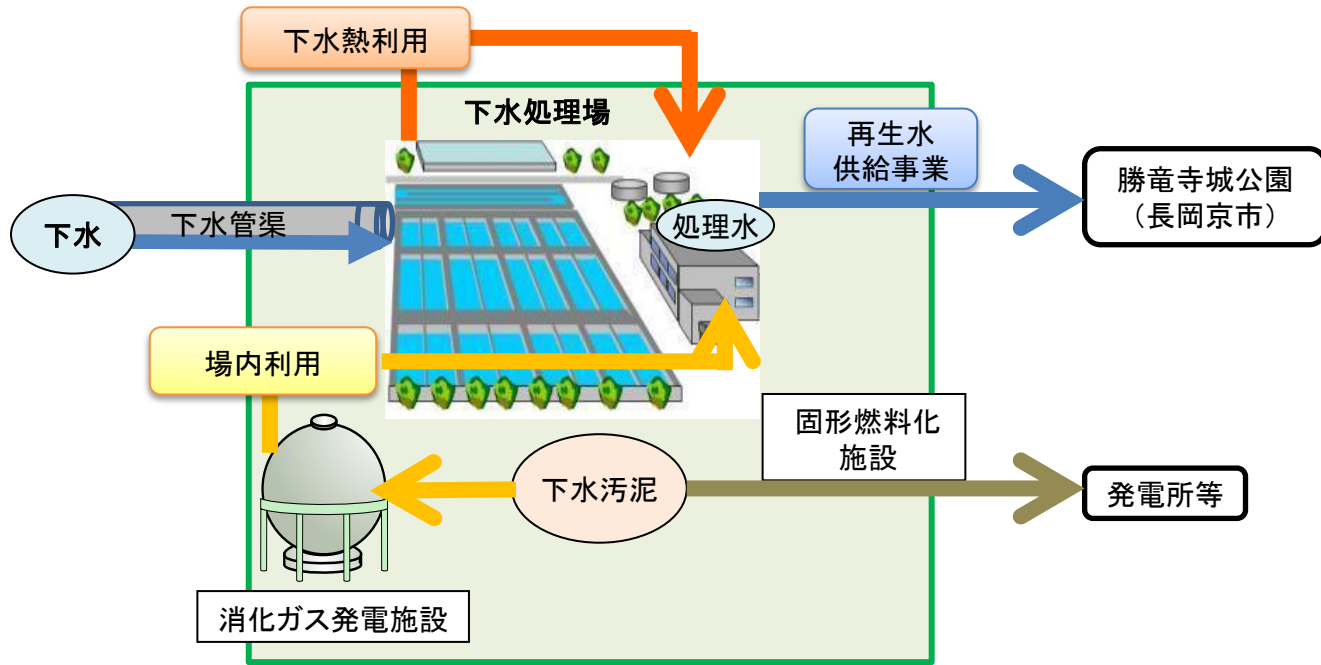 下水熱利用
下水処理場
再生水
供給事業
勝竜寺城公園
（長岡京市）
下水
下水管渠
処理水
場内利用
固形燃料化
施設
下水汚泥
発電所等
消化ガス発電施設